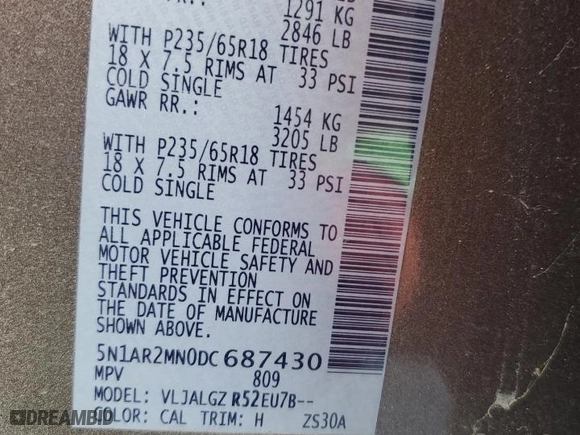 1291 KG
2846 LB
WITH P235/65R18 TIRES
18 X 7.5 RIMS AT 33 PSI
COLD SINGLE
GAWR RR.:
1454 KG
3205 LB
WITH P235/65R18 TIRES
18 X 7.5 RIMS AT 33 PSI
COLD SINGLE
THIS VEHICLE CONFORMS TO
ALL APPLICABLE FEDERAL
MOTOR VEHICLE SAFETY AND
THEFT PREVENTION
STANDARDS IN EFFECT ON
THE DATE OF MANUFACTURE
SHOWN ABOVE.
5N1AR2MN0DC687430
MPV 809
MODEL: VLJALGZ R52EU7B--
COLOR: CAL TRIM: H ZS30A
DREAMBID